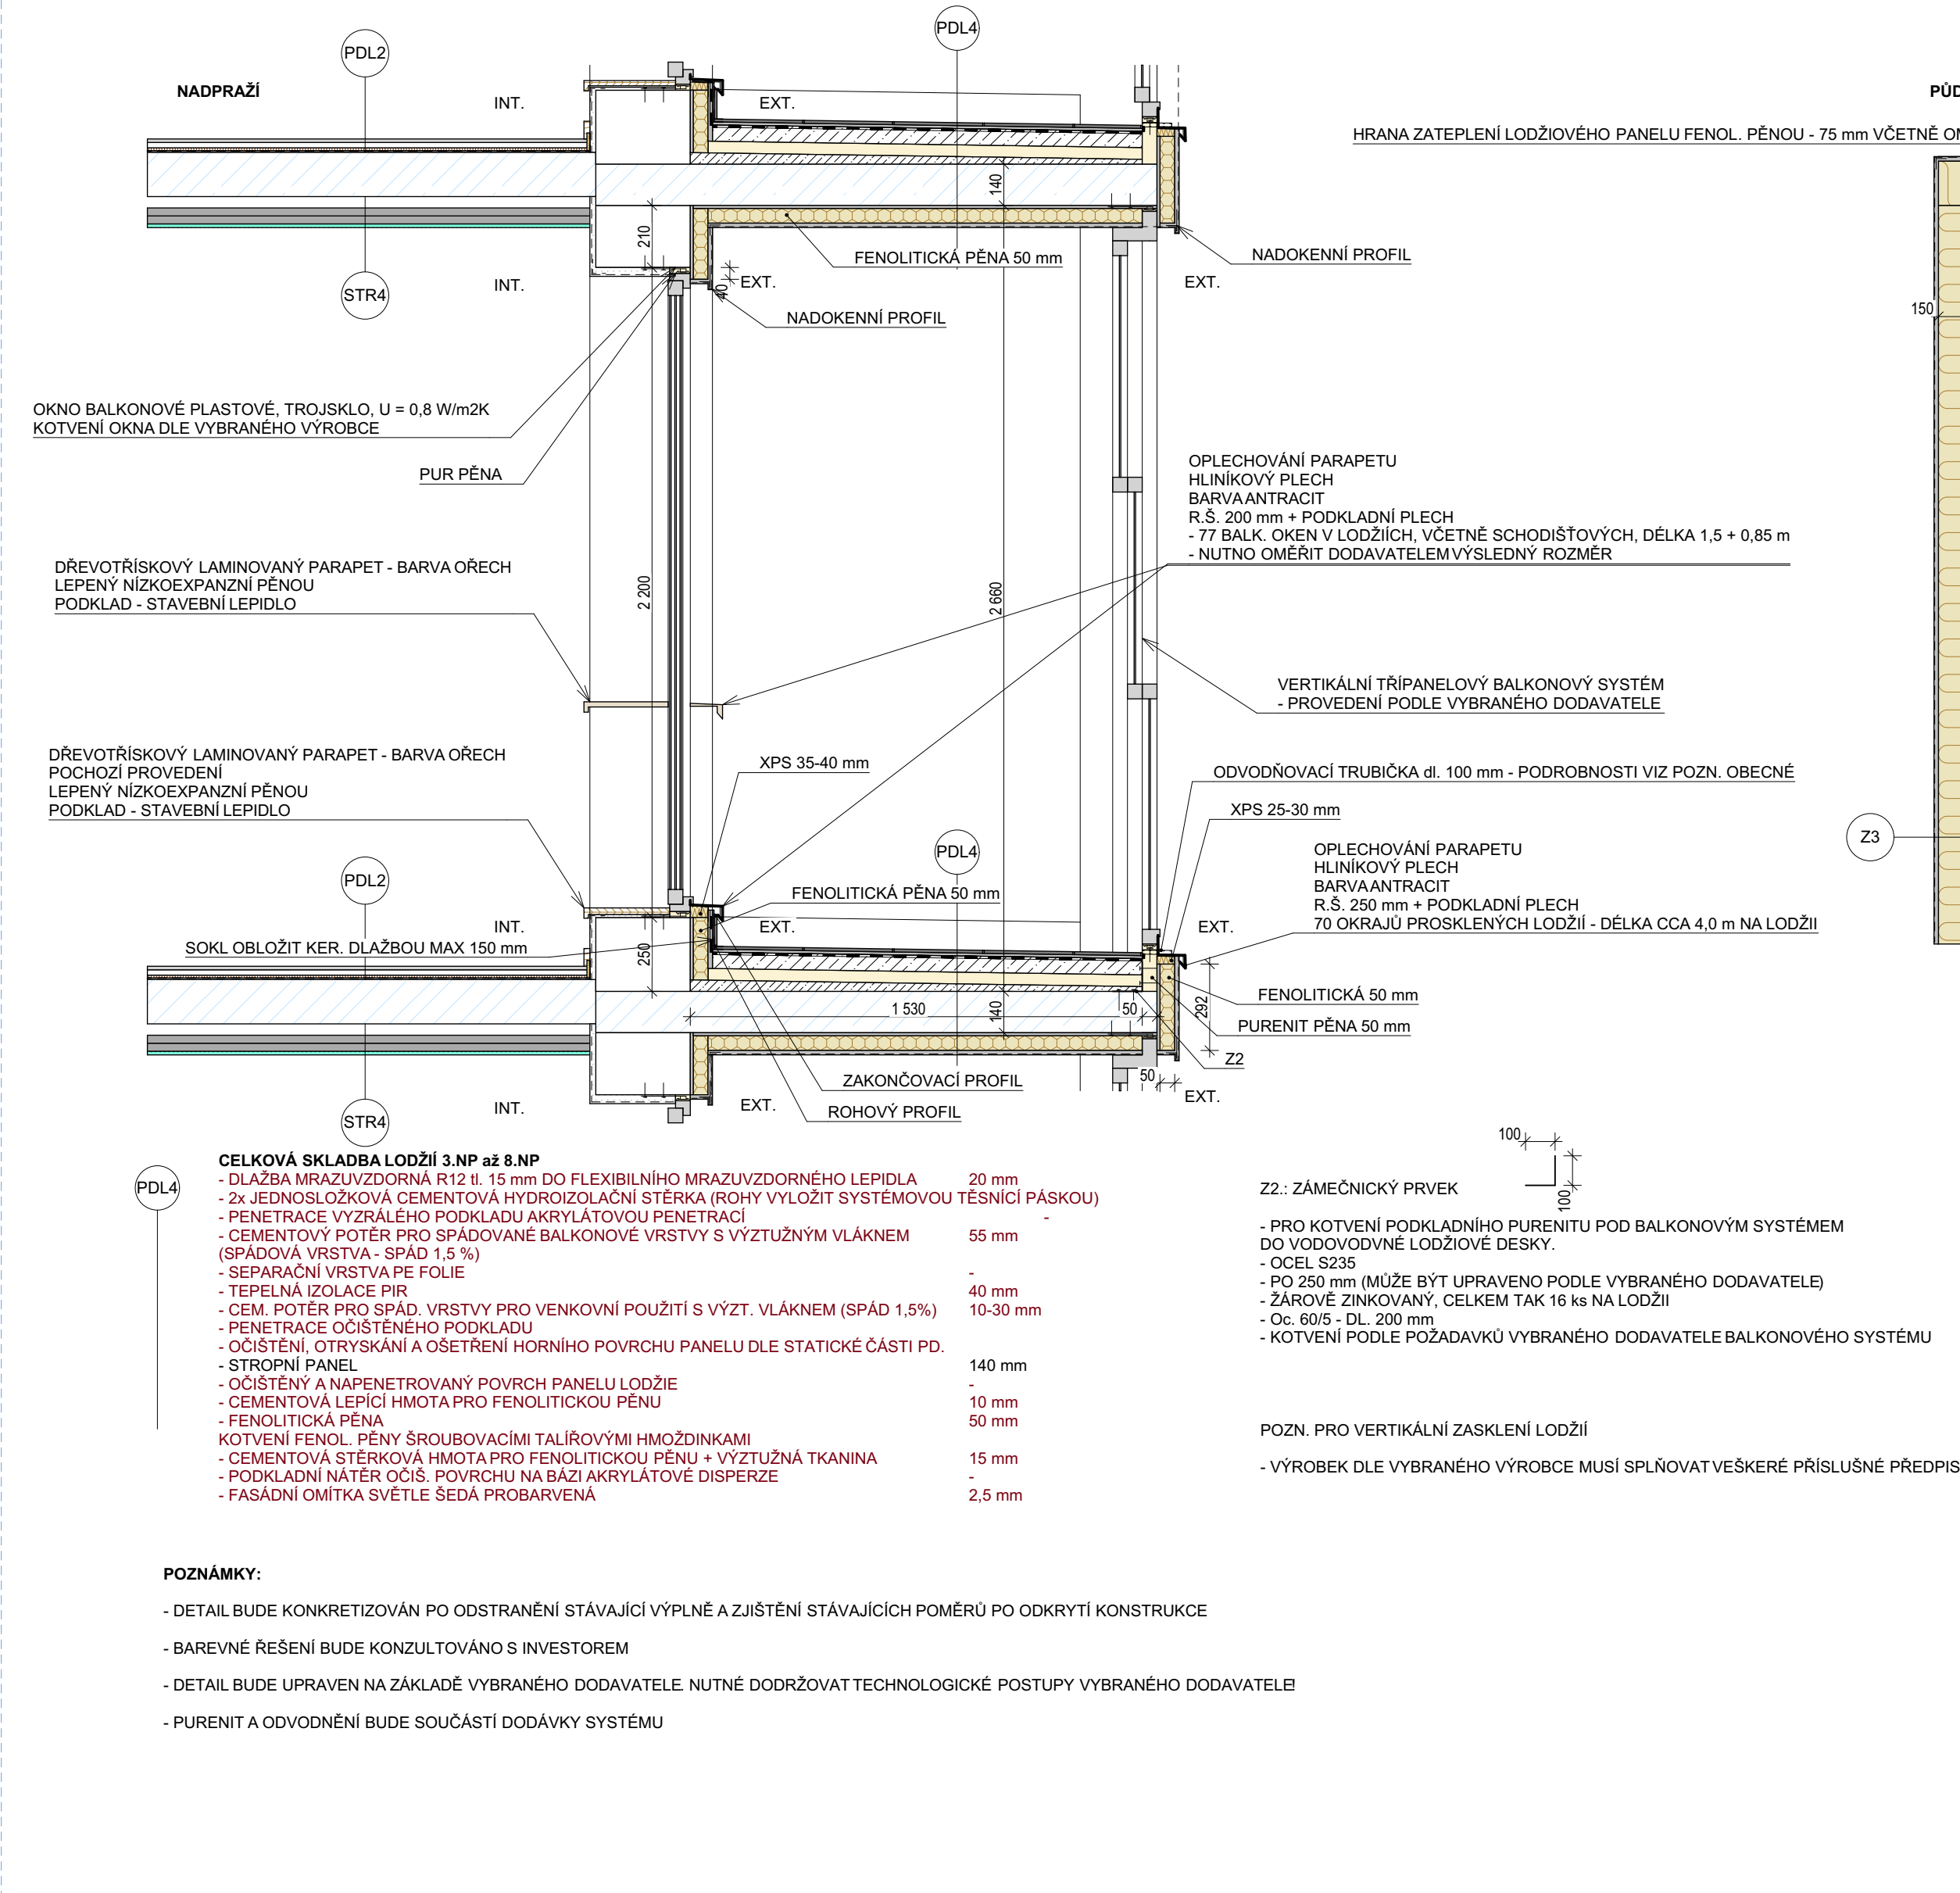 PDL2
PDL4
NADPRAŽÍ
INT.
EXT.
HRANA ZATEPLENÍ LODŽIOVÉHO PANELU FENOL. PĚNOU - 75 mm VČETNĚ
140
210
FENOLITICKÁ PĚNA 50 mm
NADOKENNÍ PROFIL
STR4
INT.
40
EXT.
EXT.
150
NADOKENNÍ PROFIL
OKNO BALKONOVÉ PLASTOVÉ, TROJSKLO, U = 0,8 W/m2K
KOTVENÍ OKNA DLE VYBRANÉHO VÝROBCE
PUR PĚNA
OPLECHOVÁNÍ PARAPETU
HLINÍKOVÝ PLECH
BARVA ANTRACIT
R.Š. 200 mm + PODKLADNÍ PLECH
- 77 BALK. OKEN V LODŽIÍCH, VČETNĚ SCHODIŠŤOVÝCH, DÉLKA 1,5 + 0,85 m
- NUTNO OMĚŘIT DODAVATELEM VÝSLEDNÝ ROZMĚR
DŘEVOTŘÍSKOVÝ LAMINOVANÝ PARAPET - BARVA OŘECH
LEPENÝ NÍZKOEXPANZNÍ PĚNOU
PODKLAD - STAVEBNÍ LEPIDLO
2 200
2 660
VERTIKÁLNÍ TŘÍPANELOVÝ BALKONOVÝ SYSTÉM
- PROVEDENÍ PODLE VYBRANÉHO DODAVATELE
DŘEVOTŘÍSKOVÝ LAMINOVANÝ PARAPET - BARVA OŘECH
POCHOZÍ PROVEDENÍ
LEPENÝ NÍZKOEXPANZNÍ PĚNOU
PODKLAD - STAVEBNÍ LEPIDLO
XPS 35-40 mm
ODVODŇOVACÍ TRUBIČKA dl. 100 mm - PODROBNOSTI VIZ POZN. OBECNÉ
XPS 25-30 mm
Z3
OPLECHOVÁNÍ PARAPETU
HLINÍKOVÝ PLECH
BARVA ANTRACIT
R.Š. 250 mm + PODKLADNÍ PLECH
70 OKRAJŮ PROSKLENÝCH LODŽIÍ - DÉLKA CCA 4,0 m NA LODŽII
PDL4
PDL2
FENOLITICKÁ PĚNA 50 mm
INT.
EXT.
EXT.
SOKL OBLOŽIT KER. DLAŽBOU MAX 150 mm
250
FENOLITICKÁ 50 mm
1 530
140
50
292
PURENIT PĚNA 50 mm
Z2
50
ZAKONČOVACÍ PROFIL
EXT.
INT.
EXT.
ROHOVÝ PROFIL
STR4
PDL4
CELKOVÁ SKLADBA LODŽIÍ 3.NP až 8.NP
- DLAŽBA MRAZUVZDORNÁ R12 tl. 15 mm DO FLEXIBILNÍHO MRAZUVZDORNÉHO LEPIDLA 20 mm
- 2x JEDNOSLOŽKOVÁ CEMENTOVÁ HYDROIZOLAČNÍ STĚRKA (ROHY VYLOŽIT SYSTÉMOVOU TĚSNÍCÍ PÁSKOU)
- PENETRACE VYZRÁLÉHO PODKLADU AKRYLÁTOVOU PENETRACÍ -
- CEMENTOVÝ POTĚR PRO SPÁDOVANÉ BALKONOVÉ VRSTVY S VÝZTUŽNÝM VLÁKNEM 55 mm
(SPÁDOVÁ VRSTVA - SPÁD 1,5 %)
- SEPARAČNÍ VRSTVA PE FOLIE -
- TEPELNÁ IZOLACE PIR 40 mm
- CEM. POTĚR PRO SPÁD. VRSTVY PRO VENKOVNÍ POUŽITÍ S VÝZT. VLÁKNEM (SPÁD 1,5%) 10-30 mm
- PENETRACE OČIŠTĚNÉHO PODKLADU
- OČIŠTĚNÍ, OTRYSKÁNÍ A OŠETŘENÍ HORNÍHO POVRCHU PANELU DLE STATICKÉ ČÁSTI PD.
- STROPNÍ PANEL 140 mm
- OČIŠTĚNÝ A NAPENETROVANÝ POVRCH PANELU LODŽIE -
- CEMENTOVÁ LEPÍCÍ HMOTA PRO FENOLITICKOU PĚNU 10 mm
- FENOLITICKÁ PĚNA 50 mm
KOTVENÍ FENOL. PĚNY ŠROUBOVACÍMI TALÍŘOVÝMI HMOŽDINKAMI
- CEMENTOVÁ STĚRKOVÁ HMOTA PRO FENOLITICKOU PĚNU + VÝZTUŽNÁ TKANINA 15 mm
- PODKLADNÍ NÁTĚR OČIŠ. POVRCHU NA BÁZI AKRYLÁTOVÉ DISPERZE -
- FASÁDNÍ OMÍTKA SVĚTLE ŠEDÁ PROBARVENÁ 2,5 mm
100
100
Z2.: ZÁMEČNICKÝ PRVEK
- PRO KOTVENÍ PODKLADNÍHO PURENITU POD BALKONOVÝM SYSTÉMEM
DO VODOVODVNÉ LODŽIOVÉ DESKY.
- OCEL S235
- PO 250 mm (MŮŽE BÝT UPRAVENO PODLE VYBRANÉHO DODAVATELE)
- ŽÁROVĚ ZINKOVANÝ, CELKEM TAK 16 ks NA LODŽII
- Oc. 60/5 - DL. 200 mm
- KOTVENÍ PODLE POŽADAVKŮ VYBRANÉHO DODAVATELE BALKONOVÉHO SYSTÉMU
POZN. PRO VERTIKÁLNÍ ZASKLENÍ LODŽIÍ
- VÝROBEK DLE VYBRANÉHO VÝROBCE MUSÍ SPLŇOVAT VEŠKERÉ PŘÍSLUŠNÉ PŘEDPIS
POZNÁMKY:
- DETAIL BUDE KONKRETIZOVÁN PO ODSTRANĚNÍ STÁVAJÍCÍ VÝPLNĚ A ZJIŠTĚNÍ STÁVAJÍCÍCH POMĚRŮ PO ODKRYTÍ KONSTRUKCE
- BAREVNÉ ŘEŠENÍ BUDE KONZULTOVÁNO S INVESTOREM
- DETAIL BUDE UPRAVEN NA ZÁKLADĚ VYBRANÉHO DODAVATELE. NUTNÉ DODRŽOVAT TECHNOLOGICKÉ POSTUPY VYBRANÉHO DODAVATELE!
- PURENIT A ODVODNĚNÍ BUDE SOUČÁSTÍ DODÁVKY SYSTÉMU